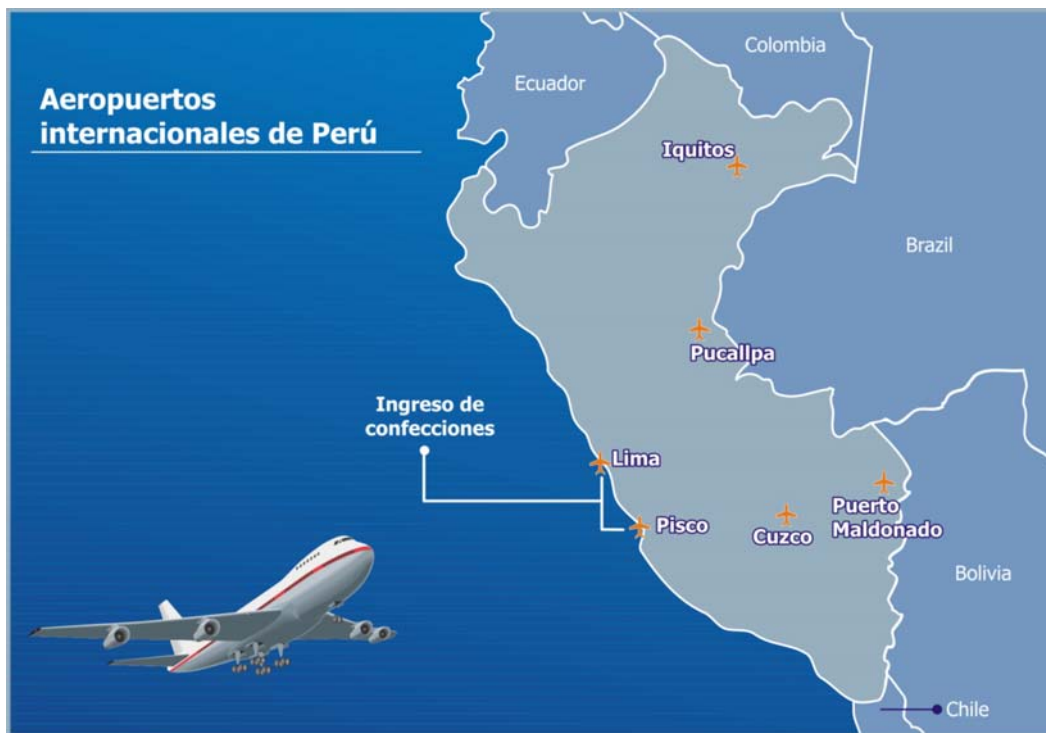 Aeropuertos
internacionales de Perú
Colombia
Ecuador
Iquitos
Brazil
Pucallpa
Ingreso de
confecciones
Lima
Pisco
Cuzco
Puerto
Maldonado
Bolivia
Chile